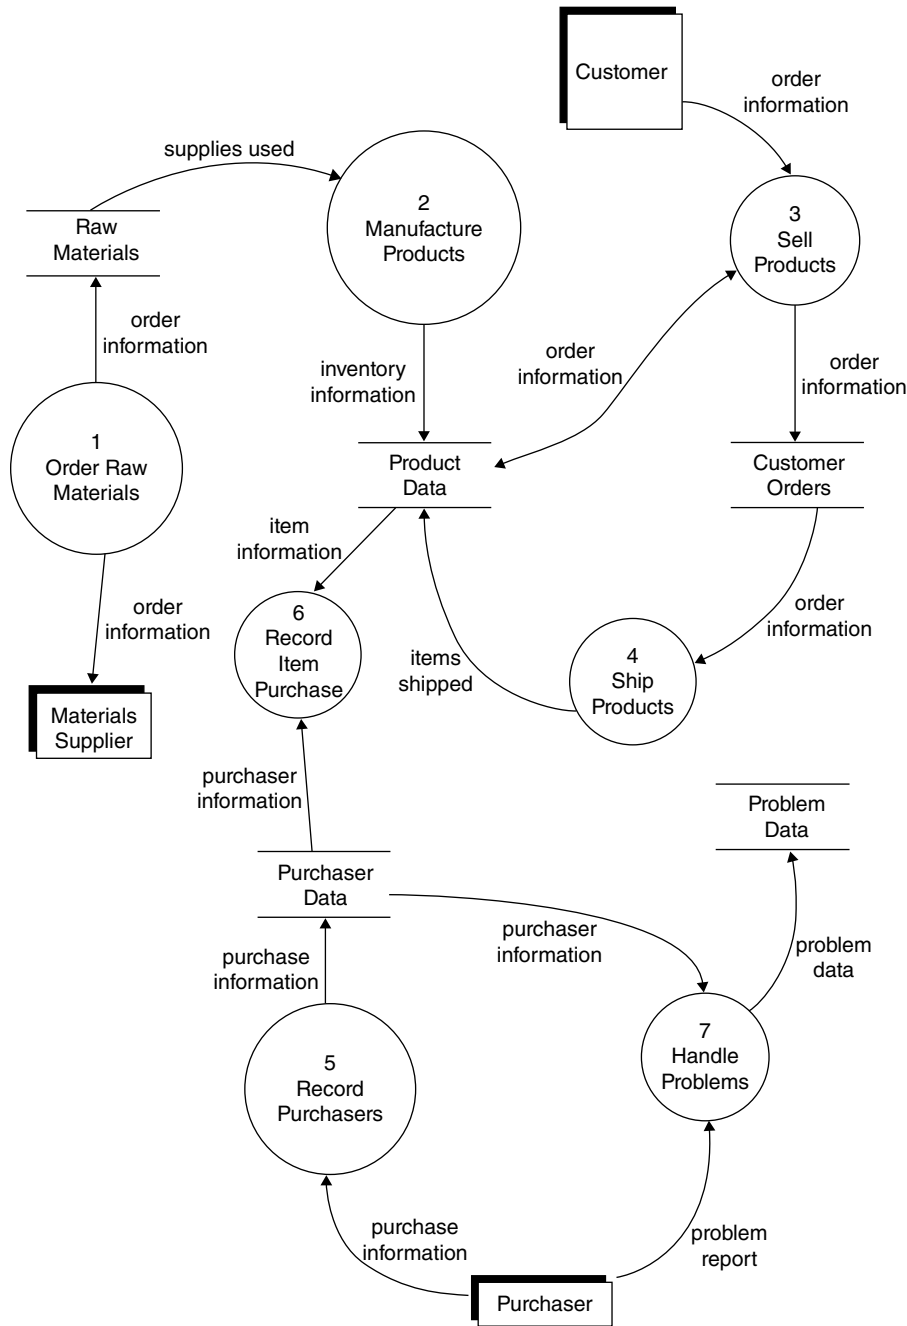 Customer
order
information
supplies used
2
Manufacture
Products
3
Sell
Products
Raw
Materials
order
information
inventory
information
order
information
order
information
1
Order Raw
Materials
Product
Data
Customer
Orders
item
information
order
information
6
Record
Item
Purchase
items
shipped
4
Ship
Products
order
information
Materials
Supplier
purchaser
information
Problem
Data
Purchaser
Data
purchaser
information
purchase
information
problem
data
5
Record
Purchasers
7
Handle
Problems
purchase
information
problem
report
Purchaser